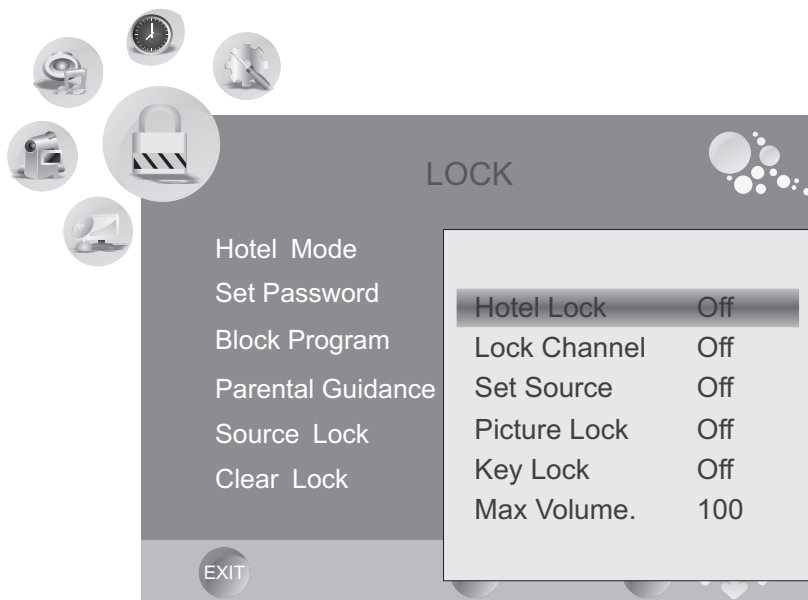 LOCK
Hotel Mode
Set Password
Block Program
Parental Guidance
Source Lock
Clear Lock
Hotel Lock Off
Lock Channel Off
Set Source Off
Picture Lock Off
Key Lock Off
Max Volume. 100
EXIT